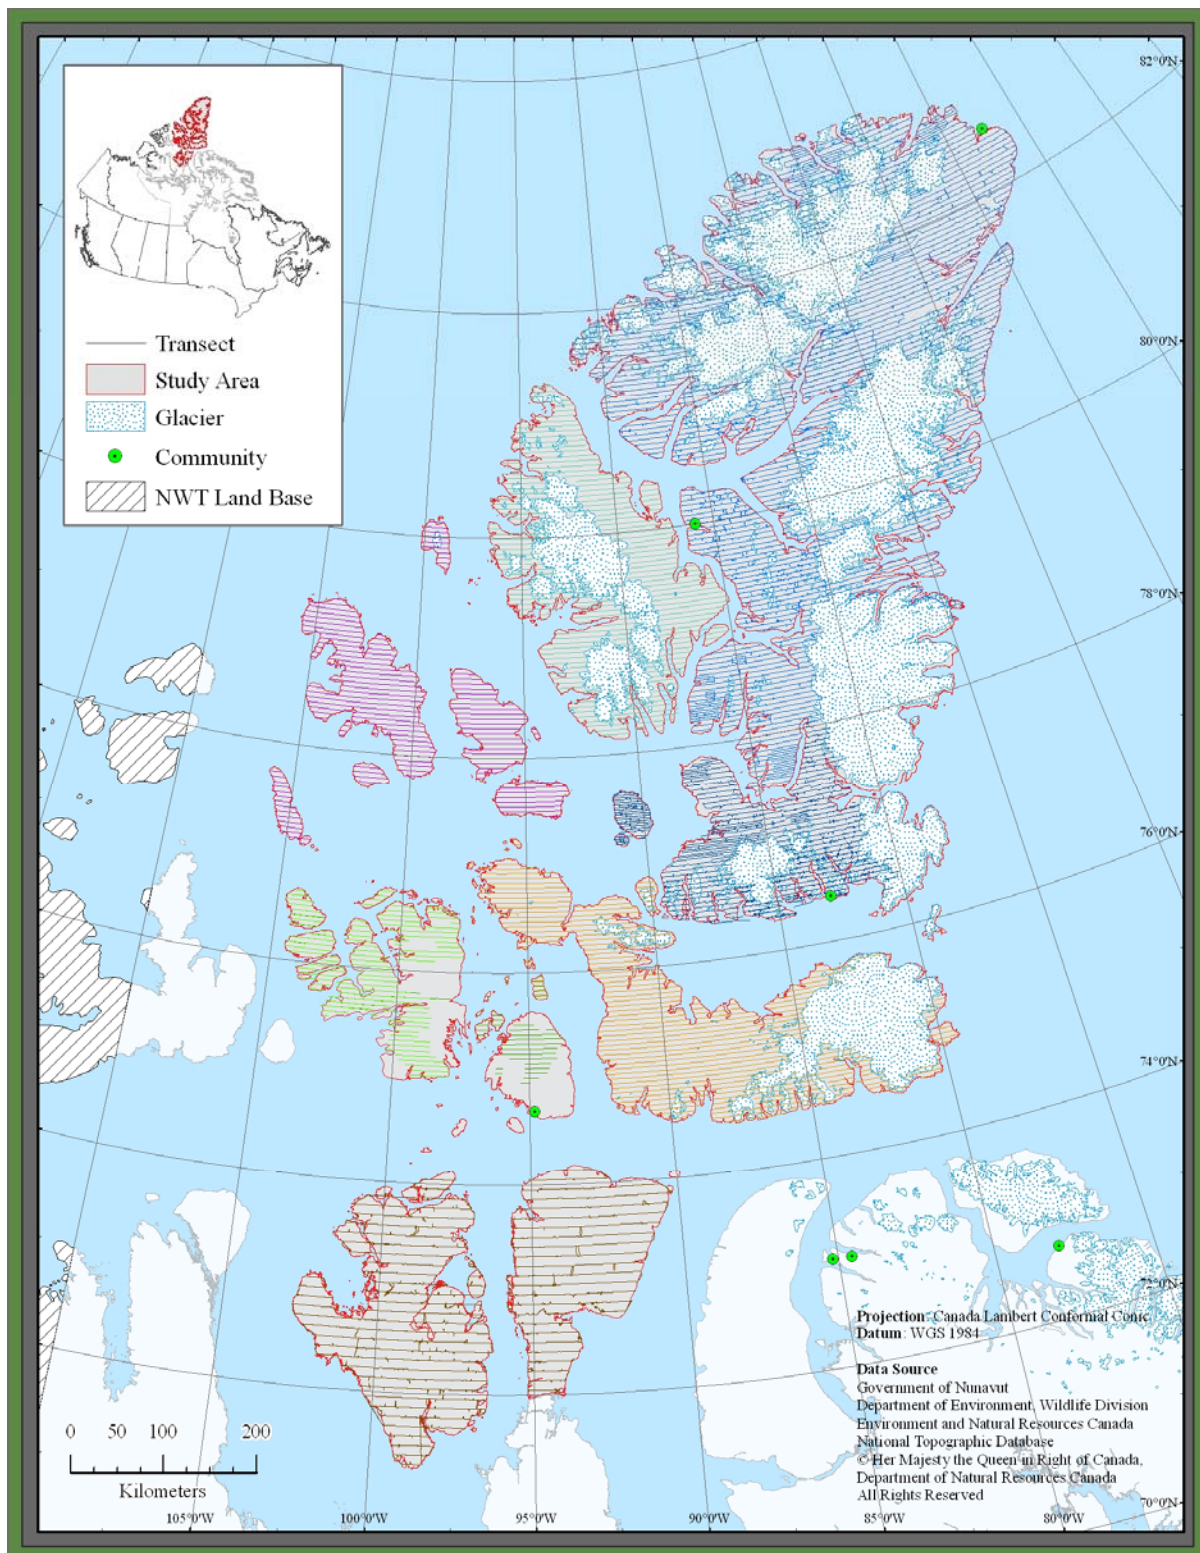 82°0'N
Transect
80°0'N
Study Area
Glacier
Community
NWT Land Base
78°0'N
76°0'N
74°0'N
72°0'N
Projection: Canada Lambert Conformal Conic
Datum: WGS 1984
Data Source
Government of Nunavut
Department of Environment, Wildlife Division
Environment and Natural Resources Canada
National Topographic Database
© Her Majesty the Queen in Right of Canada,
Department of Natural Resources Canada
All Rights Reserved
0 50 100 200
Kilometers
70°0'N
105°0'W 100°0'W 95°0'W 90°0'W 85°0'W 80°0'W